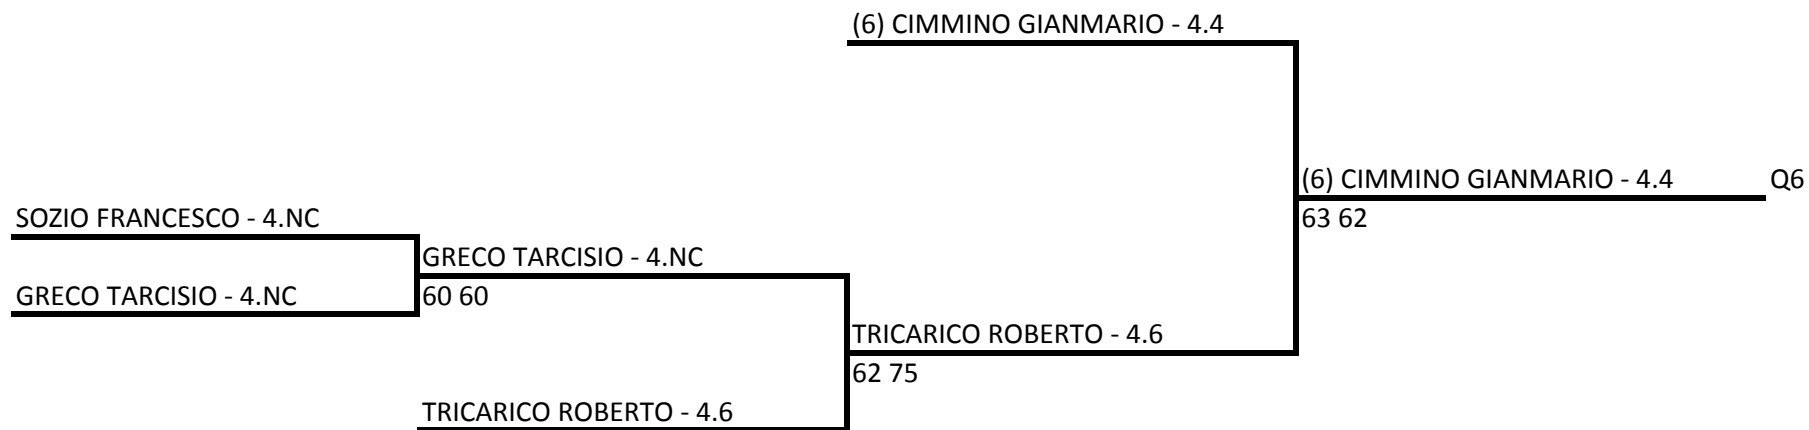 (6) CIMMINO GIANMARIO - 4.4
(6) CIMMINO GIANMARIO - 4.4 Q6
SOZIO FRANCESCO - 4.NC
63 62
GRECO TARCISIO - 4.NC
GRECO TARCISIO - 4.NC
60 60
TRICARICO ROBERTO - 4.6
62 75
TRICARICO ROBERTO - 4.6